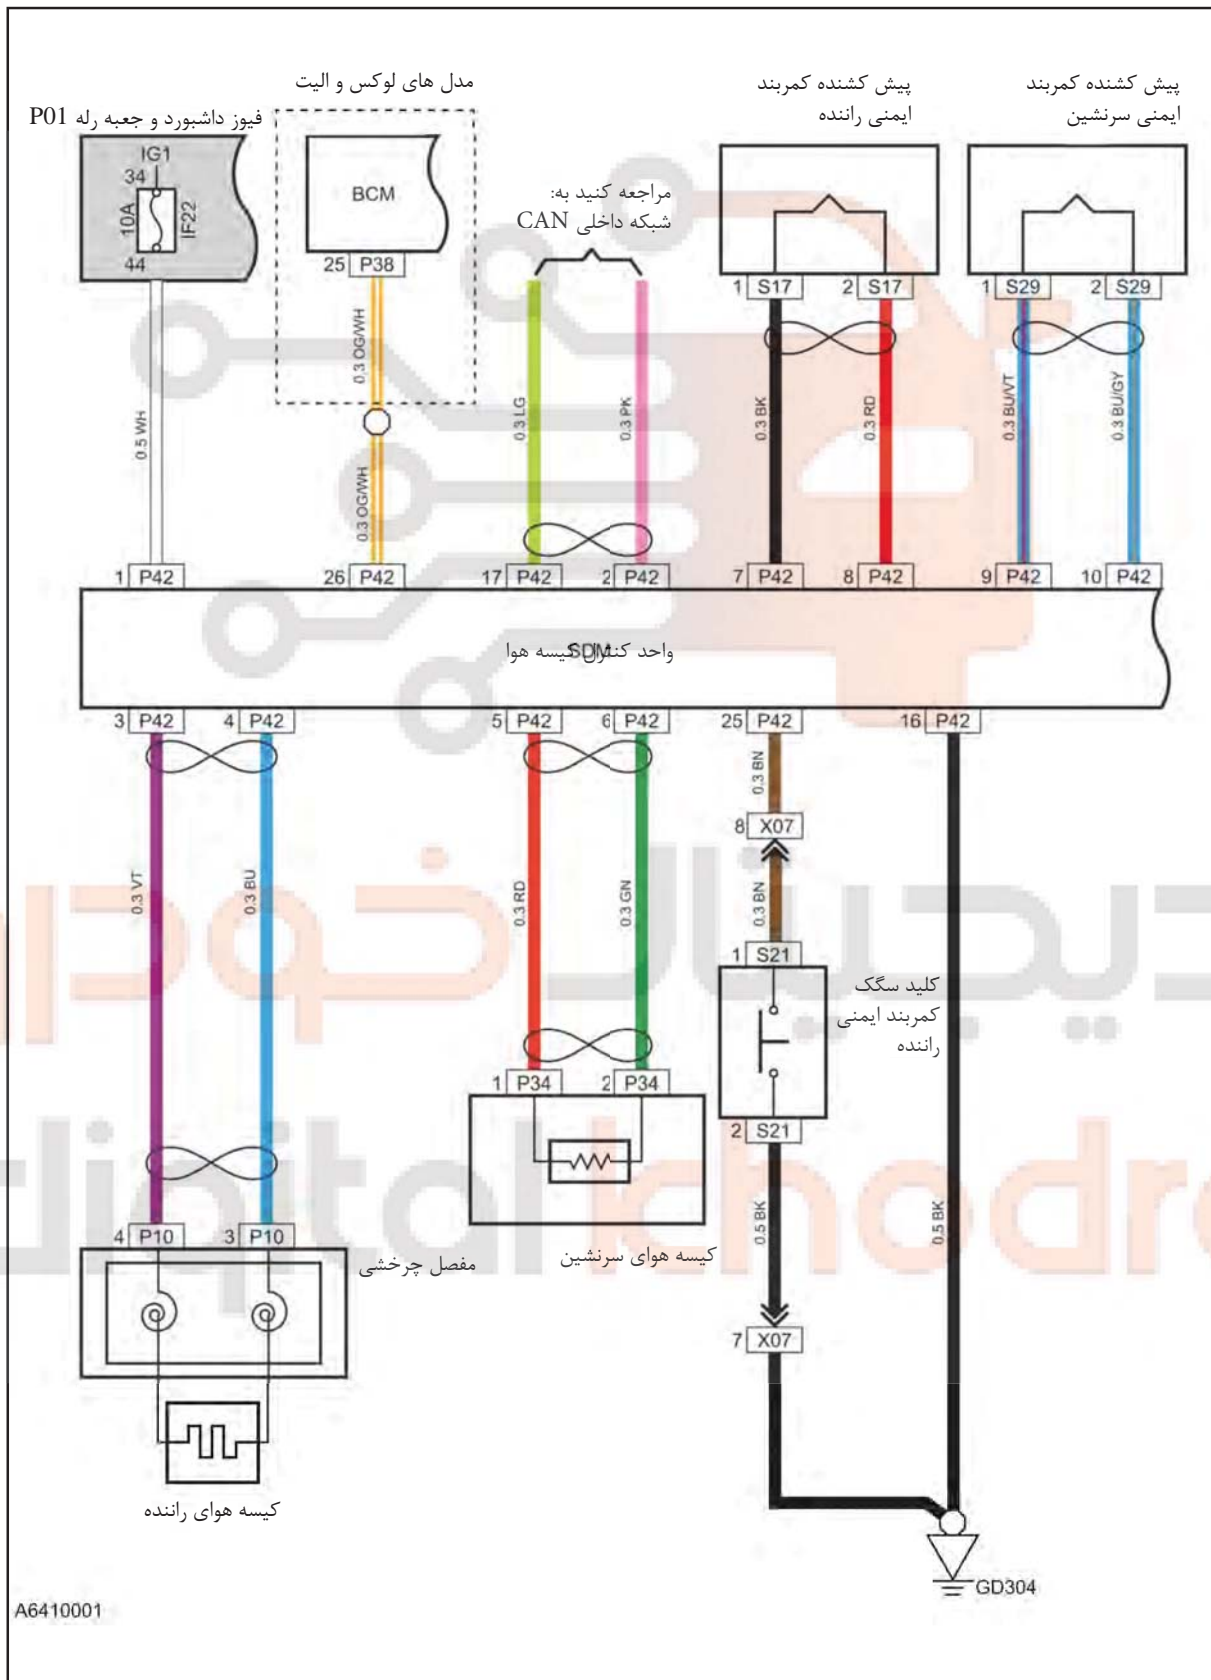 مدل های لوکس و الیت
پیش کشنده کمربند
ایمنی راننده
پیش کشنده کمربند
ایمنی سرنشین
فیوز داشبورد و جعبه رله P01
IG1
34
10A
IF22
44
BCM
25 P38
مراجعه کنید به:
شبکه داخلی CAN
1 S17
2 S17
1 S29
2 S29
0.5 WH
0,3 OG/WH
0.3 OG/WH
0.3 LG
0.3 PK
0.3 BK
0.3 RD
0.3 BU/VT
0.3 BU/GY
1 P42
26 P42
17 P42
2 P42
7 P42
8 P42
9 P42
10 P42
واحد کنترل کیسه هوا
SDM
3 P42
4 P42
5 P42
6 P42
25 P42
16 P42
0.3 VT
0.3 BU
0.3 RD
0.3 GN
0.3 BN
8 X07
0.3 BN
1 S21
کلید سگک
کمربند ایمنی
راننده
2 S21
1 P34
2 P34
کیسه هوای سرنشین
4 P10
3 P10
مفصل چرخشی
0.5 BK
0.5 BK
7 X07
کیسه هوای راننده
GD304
A6410001
دیجیتال خودرو
digital khodro